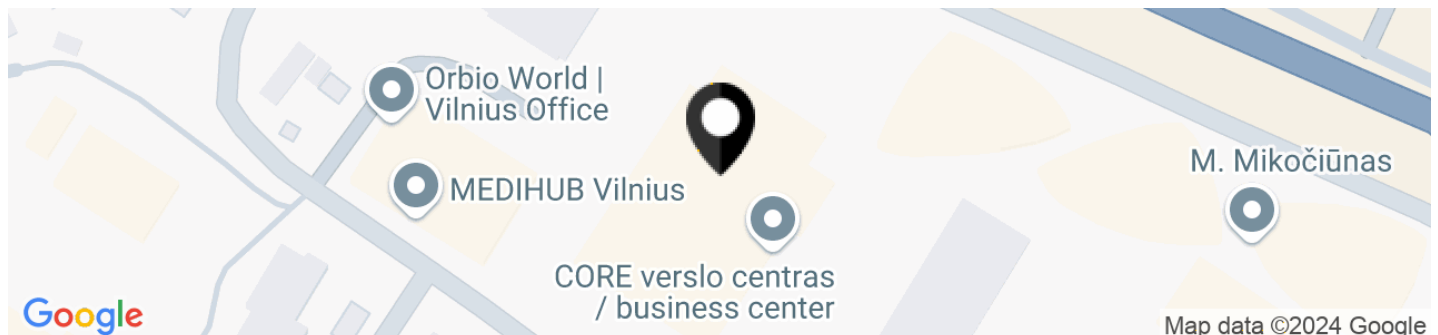 Orbio World |
Vilnius Office
MEDIHUB Vilnius
M. Mikočiūnas
CORE verslo centras
/ business center
Google
Map data ©2024 Google